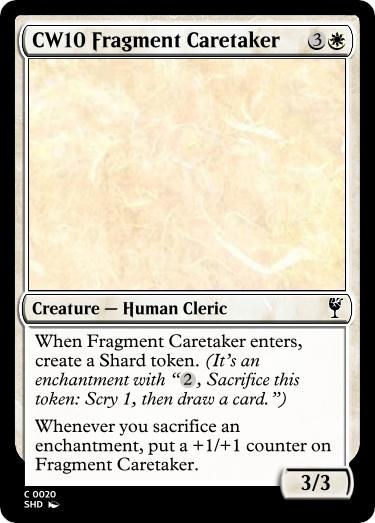 CW10 Fragment Caretaker 3
Creature — Human Cleric
When Fragment Caretaker enters,
create a Shard token. (It's an
enchantment with “2, Sacrifice this
token: Scry 1, then draw a card.”)
Whenever you sacrifice an
enchantment, put a +1/+1 counter on
Fragment Caretaker.
3/3
C 0020
SHD